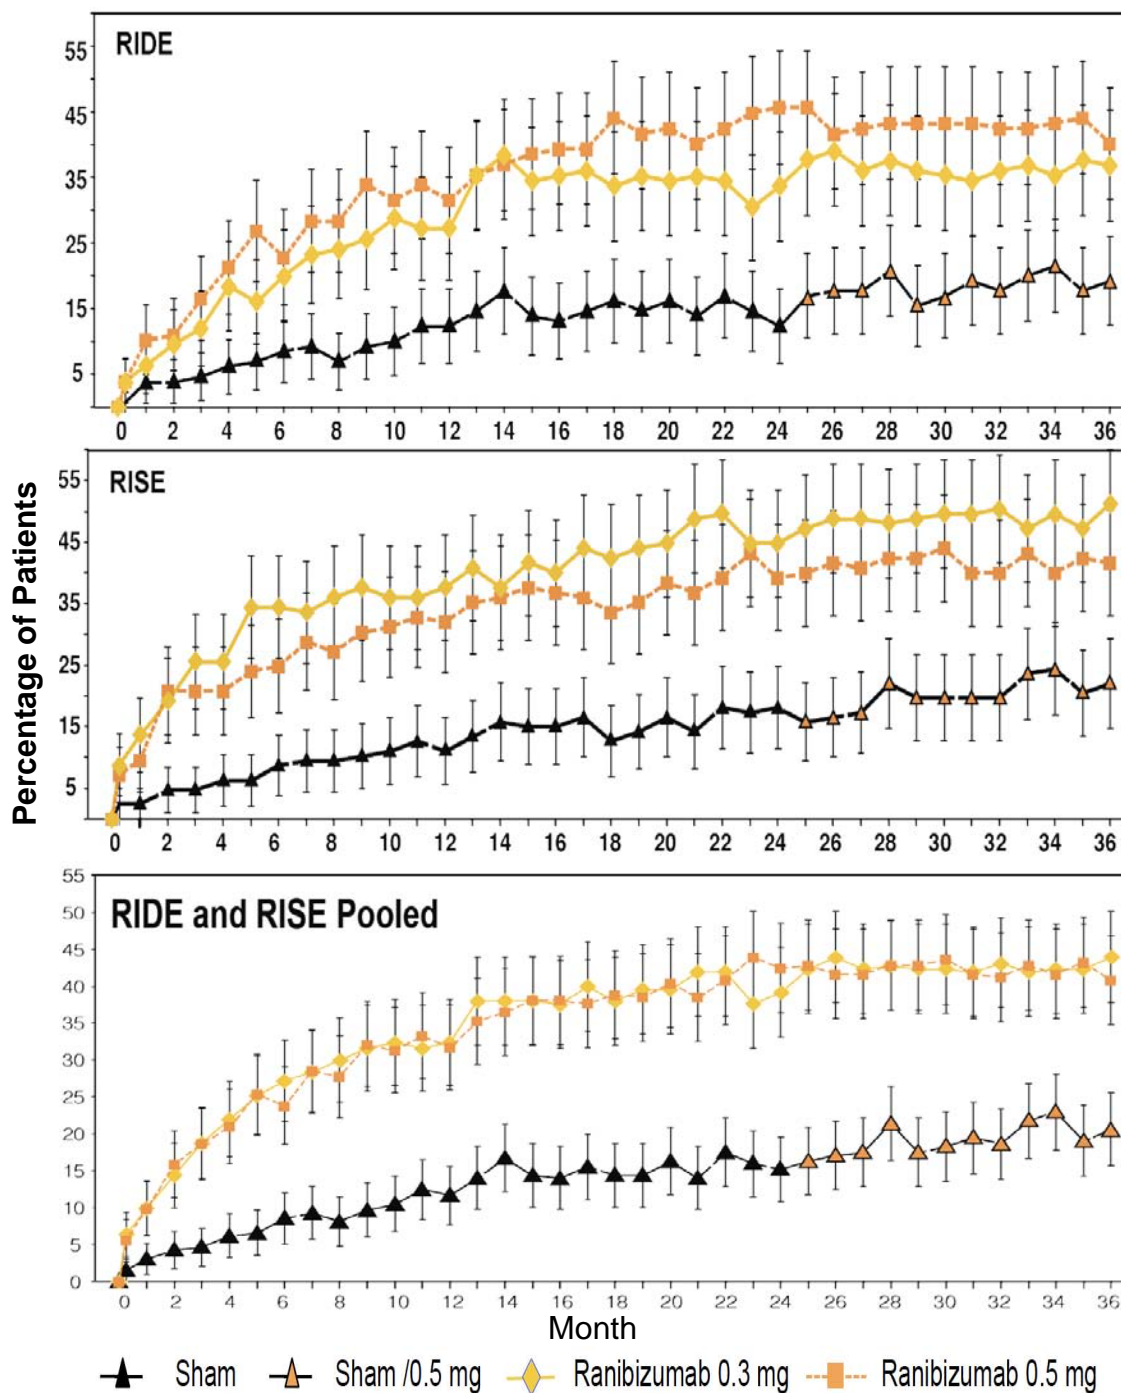 RIDE
55
45
35
25
15
5
0 2 4 6 8 10 12 14 16 18 20 22 24 26 28 30 32 34 36
RISE
55
45
35
25
15
5
0 2 4 6 8 10 12 14 16 18 20 22 24 26 28 30 32 34 36
Percentage of Patients
RIDE and RISE Pooled
55
50
45
40
35
30
25
20
15
10
5
0
0 2 4 6 8 10 12 14 16 18 20 22 24 26 28 30 32 34 36
Month
Sham Sham /0.5 mg Ranibizumab 0.3 mg Ranibizumab 0.5 mg